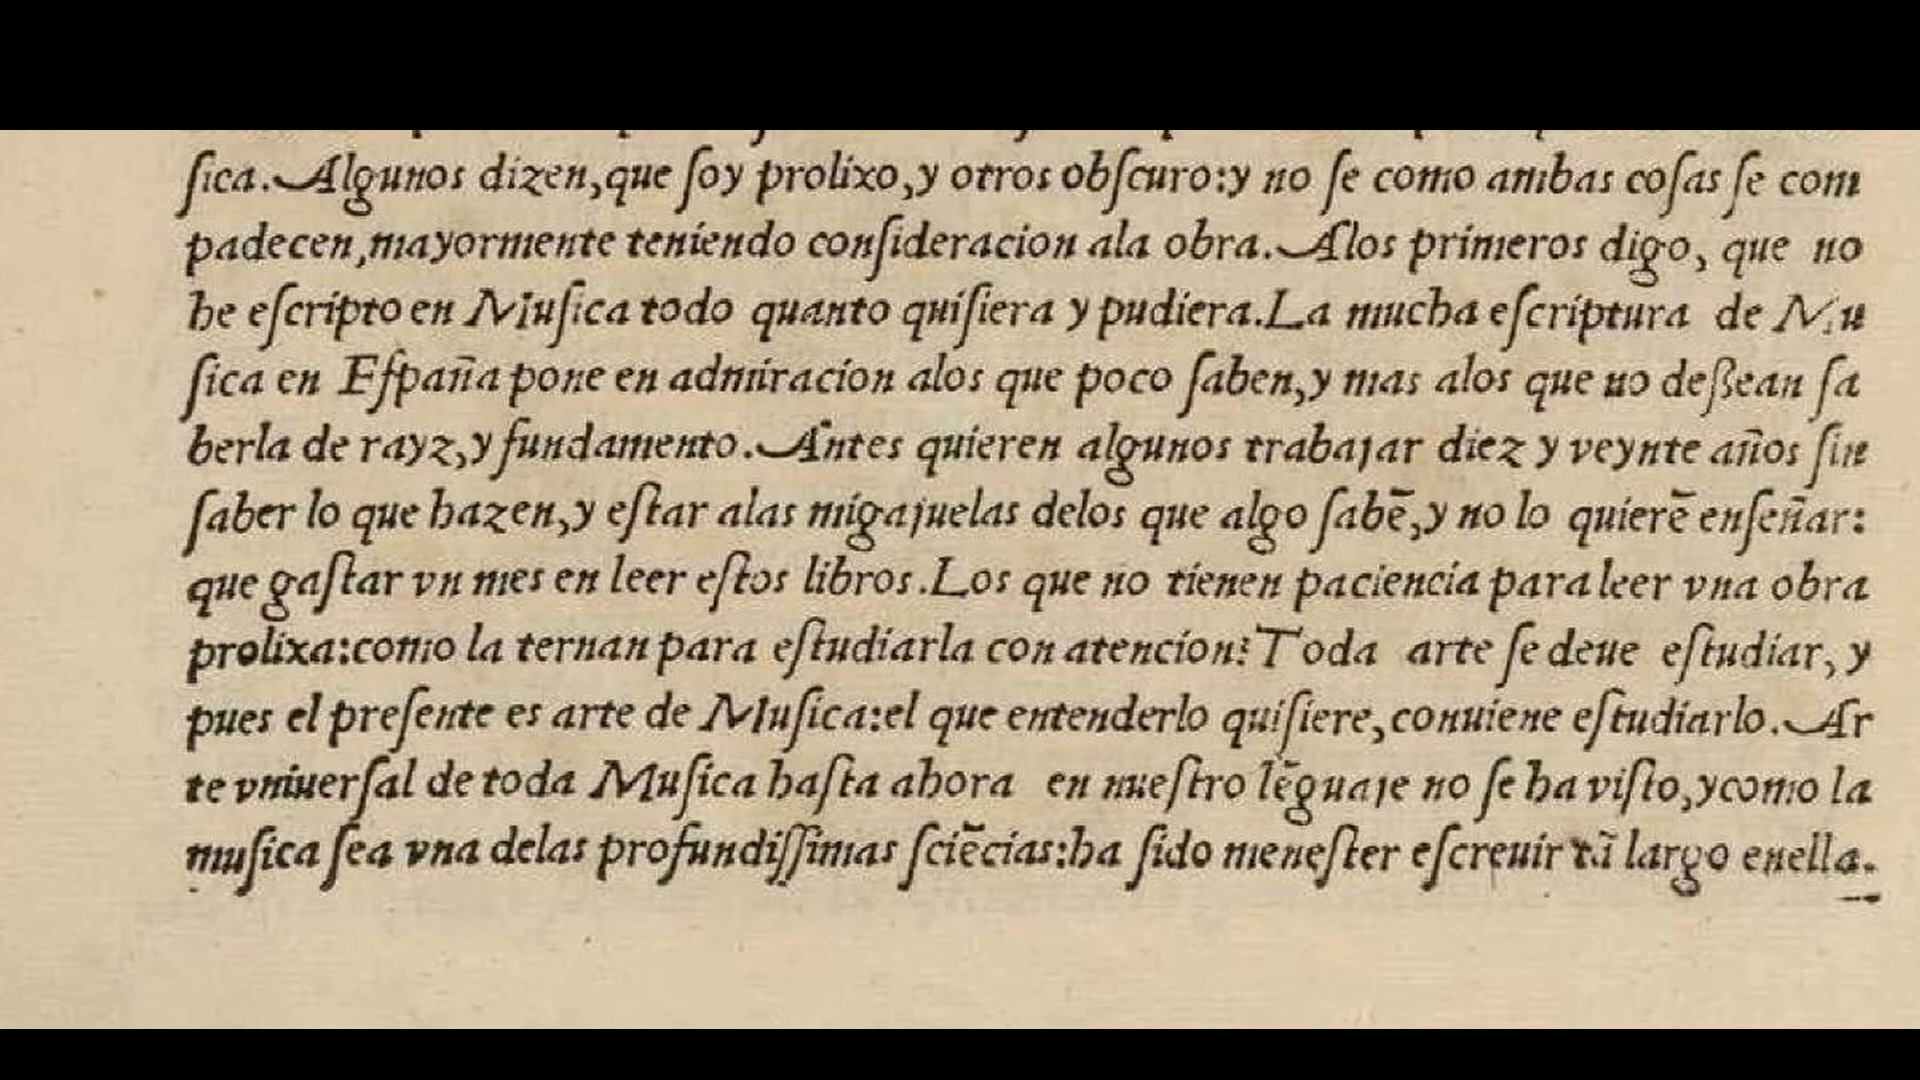 ſica. Algunos dizen, que ſoy prolixo, y otros obſcuro: y no ſe como ambas coſas ſe com
padecen, mayormente teniendo conſideracion ala obra. Alos primeros digo, que no
he eſcripto en Muſica todo quanto quiſiera y pudiera. La mucha eſcriptura de Mu
ſica en Eſpaña pone en admiracion alos que poco ſaben, y mas alos que no deßean ſa
berla de rayz, y fundamento. Antes quieren algunos trabajar diez y veynte años ſin
ſaber lo que hazen, y eſtar alas migajuelas delos que algo ſabẽ, y no lo quierẽ enſeñar:
que gaſtar vn mes en leer eſtos libros. Los que no tienen paciencia para leer vna obra
prolixa: como la ternan para eſtudiarla con atencion? Toda arte ſe deue eſtudiar, y
pues el preſente es arte de Muſica: el que entenderlo quiſiere, conuiene eſtudiarlo. Ar
te vniuerſal de toda Muſica haſta ahora en nueſtro lẽguaje no ſe ha viſto, y como la
muſica ſea vna delas profundiſſimas ſciẽcias: ha ſido meneſter eſcreuir tã largo enella.